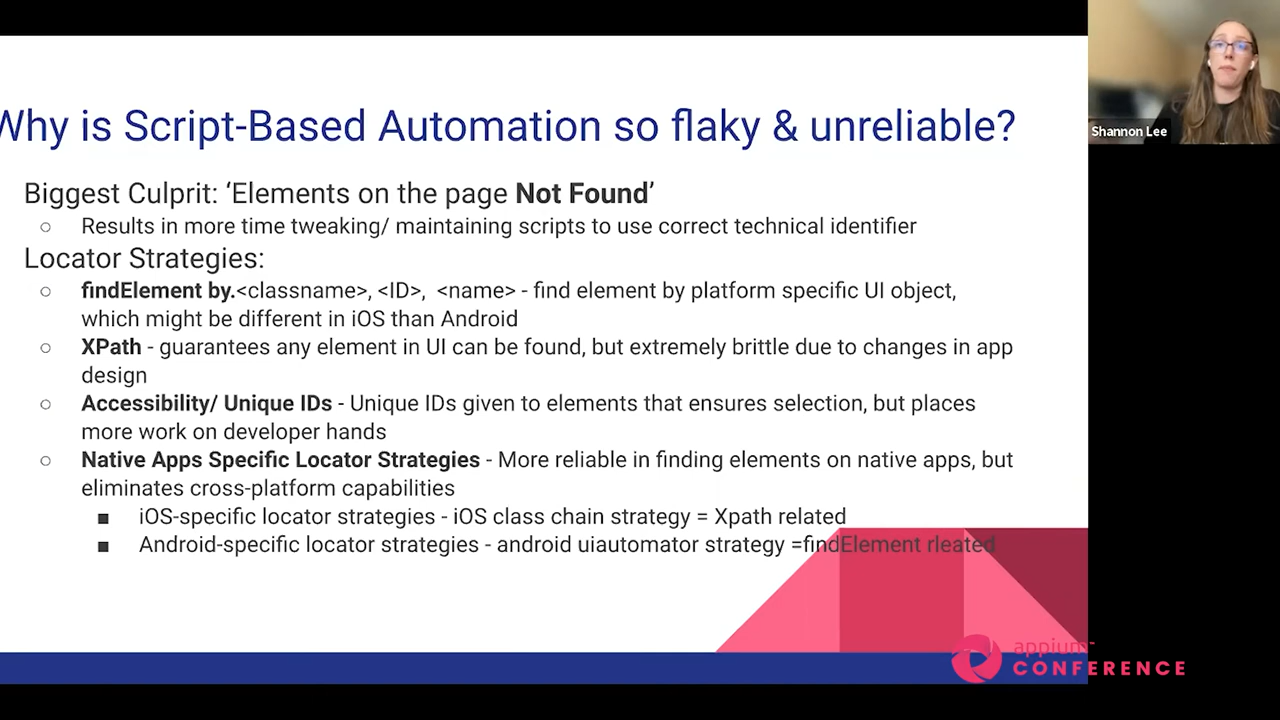 Why is Script-Based Automation so flaky & unreliable?
Shannon Lee
Biggest Culprit: ‘Elements on the page Not Found’
○ Results in more time tweaking/ maintaining scripts to use correct technical identifier
Locator Strategies:
○ findElement by.<classname>, <ID>, <name> - find element by platform specific UI object,
which might be different in iOS than Android
○ XPath - guarantees any element in UI can be found, but extremely brittle due to changes in app
design
○ Accessibility/ Unique IDs - Unique IDs given to elements that ensures selection, but places
more work on developer hands
○ Native Apps Specific Locator Strategies - More reliable in finding elements on native apps, but
eliminates cross-platform capabilities
■ iOS-specific locator strategies - iOS class chain strategy = Xpath related
■ Android-specific locator strategies - android uiautomator strategy =findElement rleated
appium
CONFERENCE